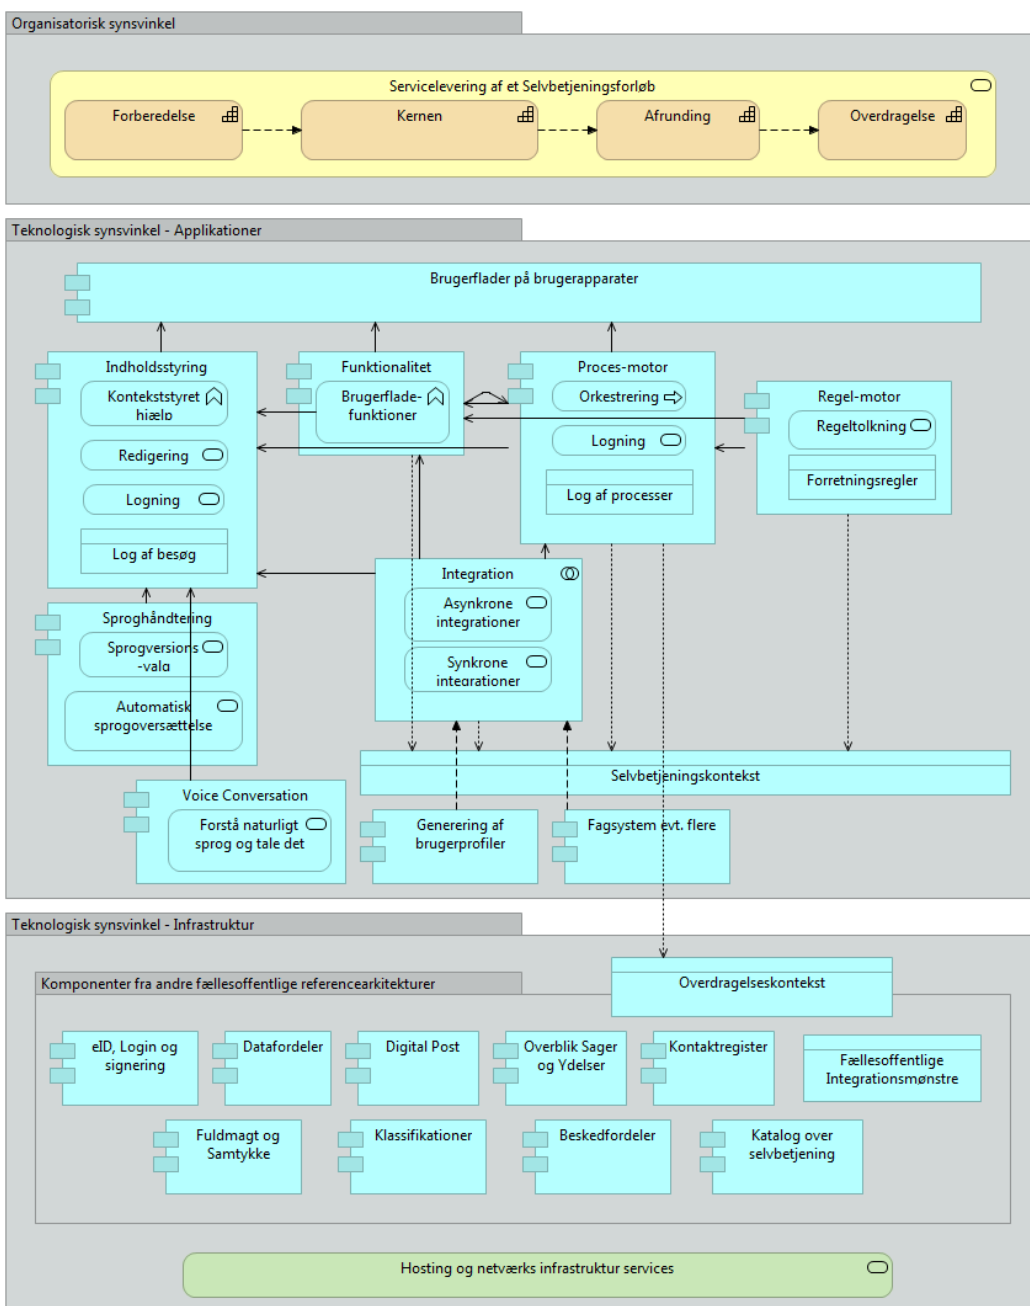 Organisatorisk synsvinkel
Servicelevering af et Selvbetjeningsforløb
Forberedelse
Kernen
Afrunding
Overdragelse
Teknologisk synsvinkel - Applikationer
Brugerflader på brugerapparater
Indholdsstyring
Kontekststyret
hjælp
Redigering
Logning
Log af besøg
Funktionalitet
Brugerflade-
funktioner
Proces-motor
Orkestrering
Logning
Log af processer
Regel-motor
Regeltolkning
Forretningsregler
Integration
Asynkrone
integrationer
Synkrone
integrationer
Sproghåndtering
Sprogversions
-valg
Automatisk
sprogoversættelse
Selvbetjeningskontekst
Voice Conversation
Forstå naturligt
sprog og tale det
Generering af
brugerprofiler
Fagsystem evt. flere
Teknologisk synsvinkel - Infrastruktur
Overdragelseskontekst
Komponenter fra andre fællesoffentlige referencearkitekturer
eID, Login og
signering
Datafordeler
Digital Post
Overblik Sager
og Ydelser
Kontaktregister
Fællesoffentlige
Integrationsmønstre
Fuldmagt og
Samtykke
Klassifikationer
Beskedfordeler
Katalog over
selvbetjening
Hosting og netværks infrastruktur services